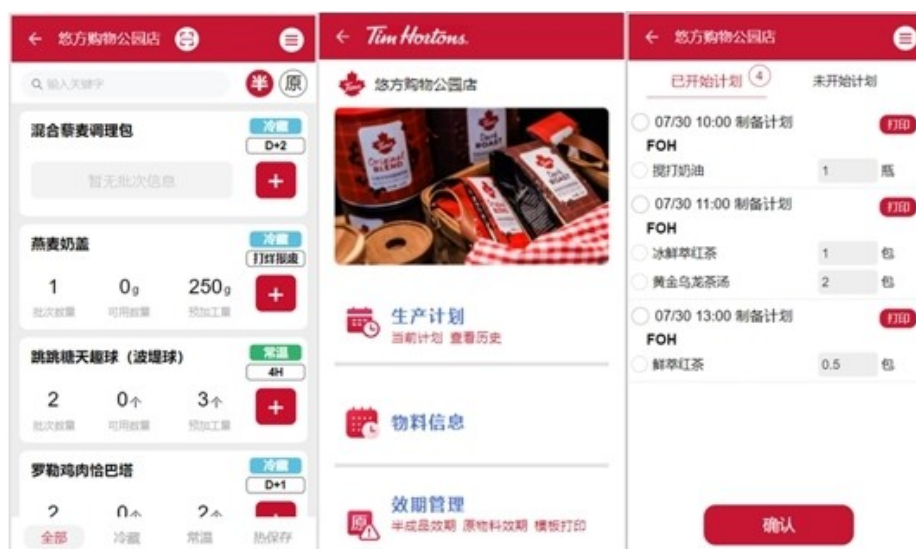 悠方购物公园店
输入关键字
半 原
混合藜麦调理包
冷藏
D+2
暂无批次信息
+
燕麦奶盖
冷藏
打烊报废
1 0g 250g
+
批次数量 可用数量 预加工量
跳跳糖天趣球（波堤球）
常温
4H
2 0个 3个
+
批次数量 可用数量 预加工量
罗勒鸡肉恰巴塔
冷藏
D+1
2 0个 2个
全部 冷藏 常温 热保存
Tim Hortons.
悠方购物公园店
Original
BLEND
Dark
ROAST
生产计划
当前计划 查看历史
物料信息
原
效期管理
半成品效期 原物料效期 模板打印
悠方购物公园店
已开始计划 4 未开始计划
07/30 10:00 制备计划 打印
FOH
搅打奶油 1 瓶
07/30 11:00 制备计划 打印
FOH
冰鲜萃红茶 1 包
黄金乌龙茶汤 2 包
07/30 13:00 制备计划 打印
FOH
鲜萃红茶 0.5 包
确认